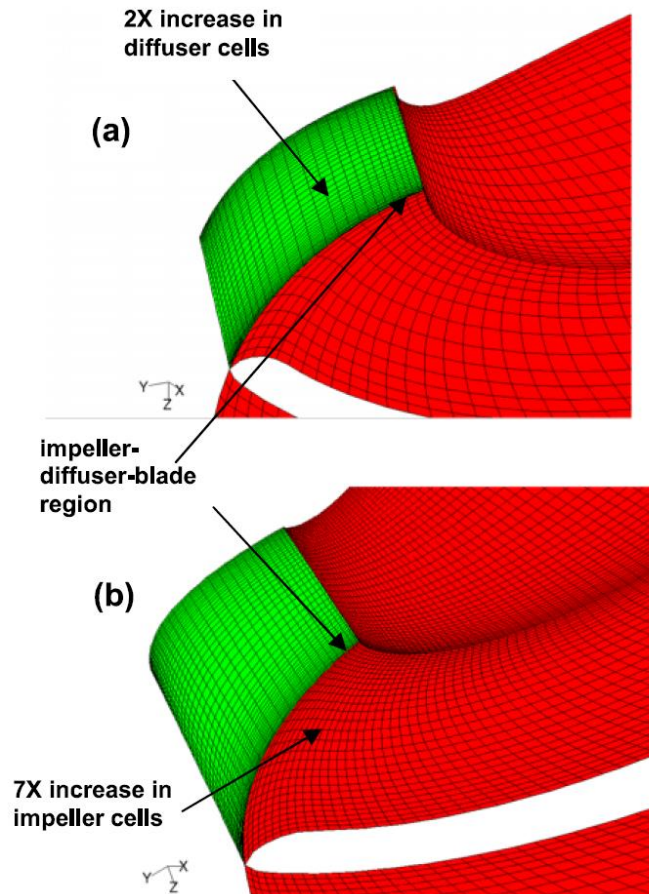 2X increase in
diffuser cells
(a)
Y X
Z
impeller-
diffuser-blade
region
(b)
7X increase in
impeller cells
Y X
Z